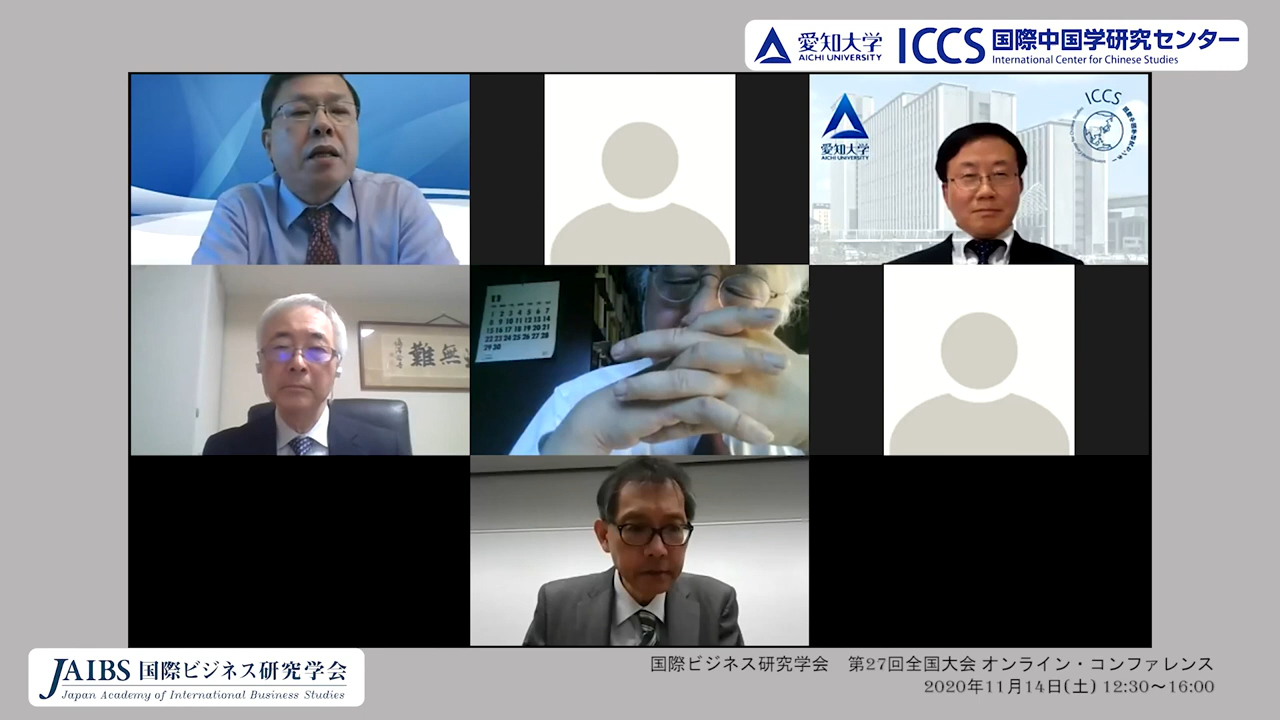 愛知大学
AICHI UNIVERSITY
ICCS 国際中国学研究センター
International Center for Chinese Studies
愛知大学
AICHI UNIVERSITY
ICCS
無難
11
1 2 3 4 5 6 7
8 9 10 11 12 13 14
15 16 17 18 19 20 21
22 23 24 25 26 27 28
29 30
JAIBS 国際ビジネス研究学会
Japan Academy of International Business Studies
国際ビジネス研究学会 第27回全国大会 オンライン・コンファレンス
2020年11月14日(土) 12:30〜16:00